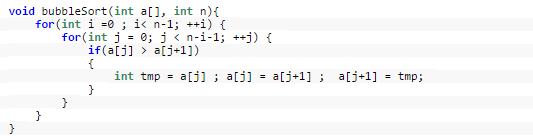 void bubbleSort(int a[], int n){
    for(int i =0 ; i< n-1; ++i) {
        for(int j = 0; j < n-i-1; ++j) {
            if(a[j] > a[j+1])
            {
                int tmp = a[j] ; a[j] = a[j+1] ;  a[j+1] = tmp;
            }
        }
    }
}